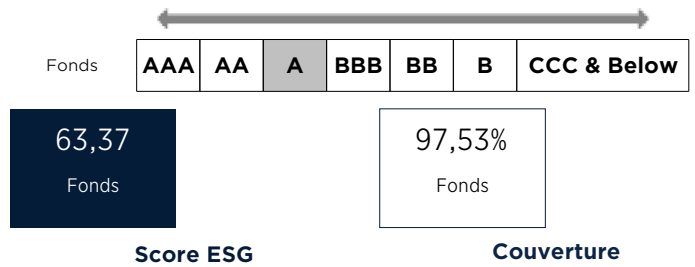 Fonds AAA AA A BBB BB B CCC & Below
63,37 97,53%
Fonds Fonds
Score ESG Couverture